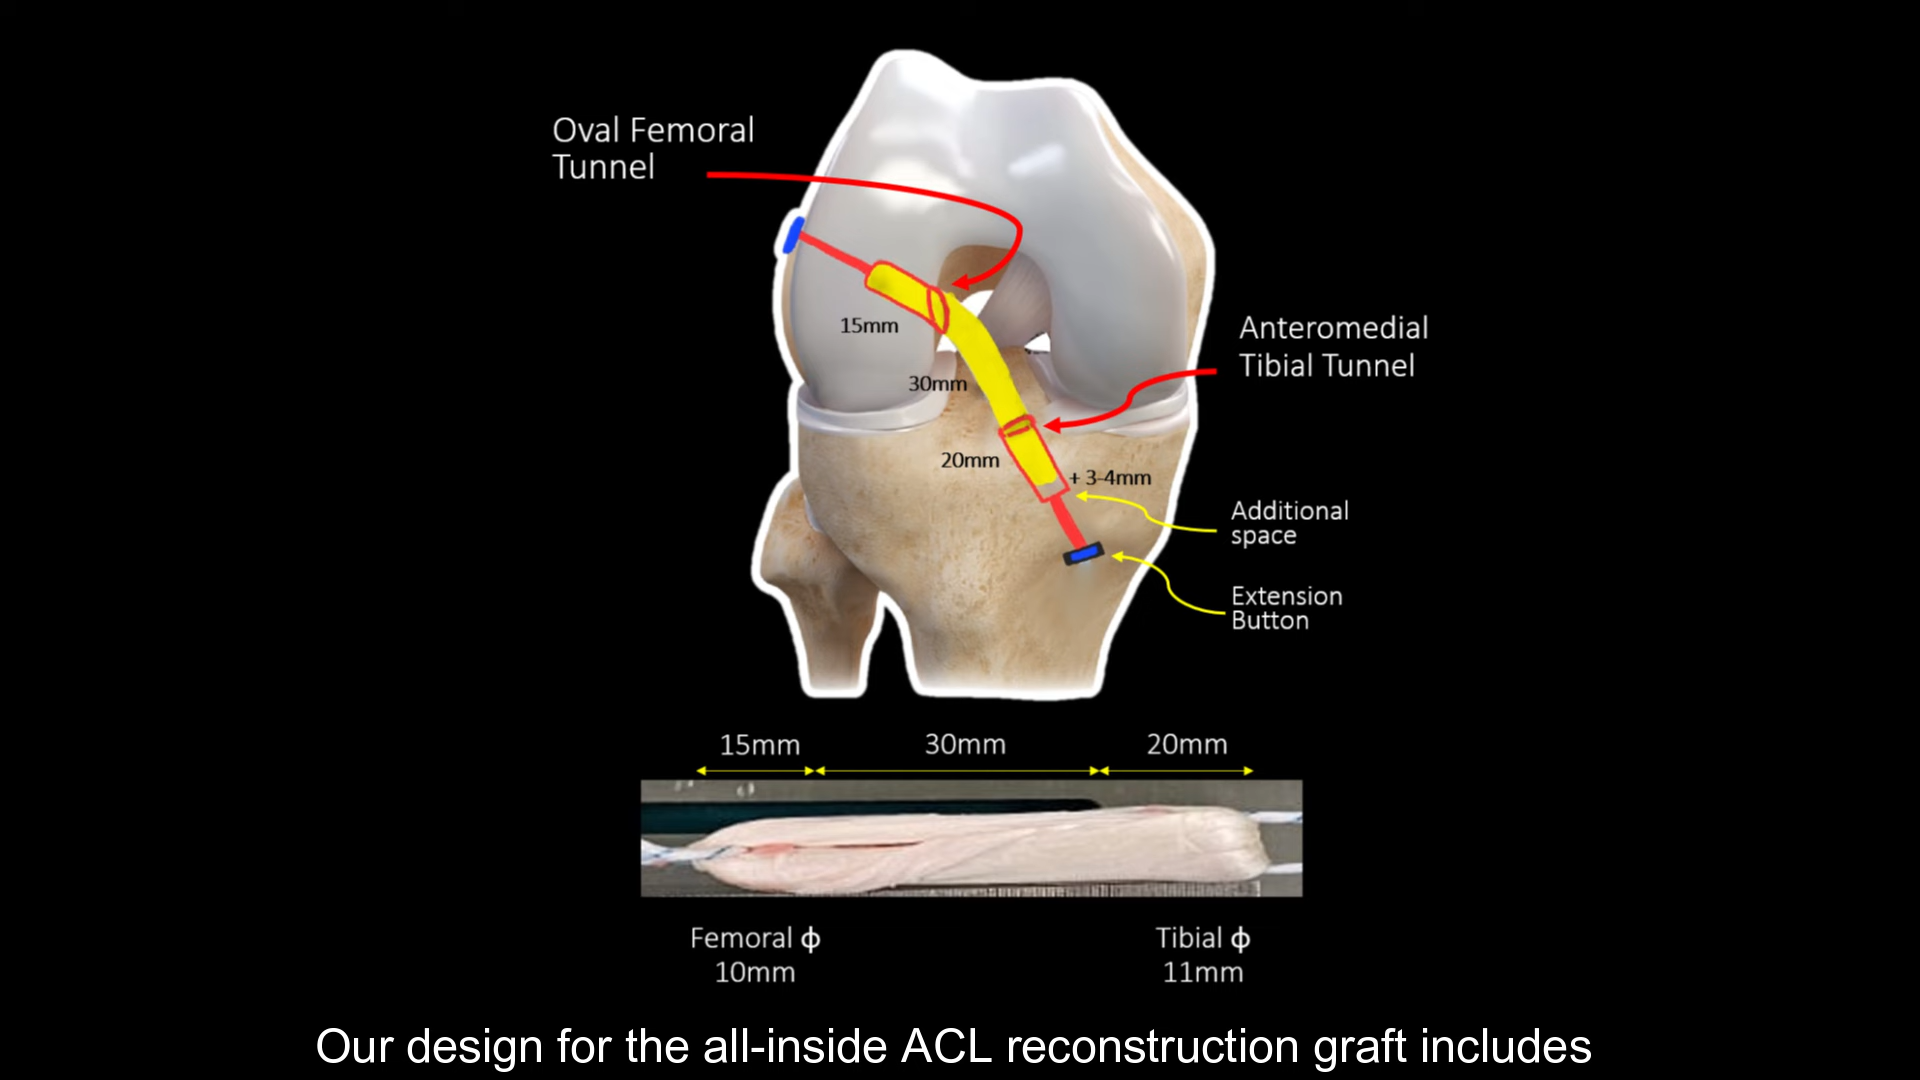 Oval Femoral
Tunnel
15mm
30mm
Anteromedial
Tibial Tunnel
20mm
+ 3-4mm
Additional
space
Extension
Button
15mm
30mm
20mm
Femoral ϕ
10mm
Tibial ϕ
11mm
Our design for the all-inside ACL reconstruction graft includes